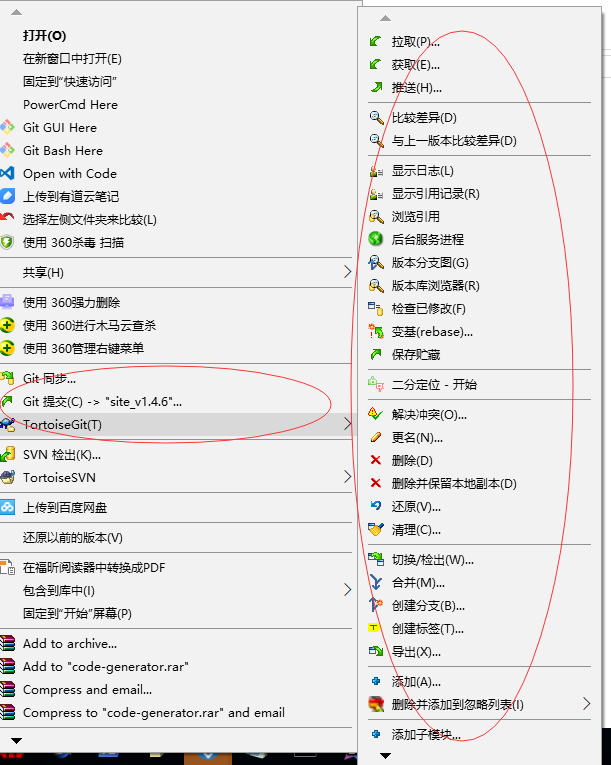 打开(O)
在新窗口中打开(E)
固定到"快速访问"
PowerCmd Here
Git GUI Here
Git Bash Here
Open with Code
上传到有道云笔记
选择左侧文件夹来比较(L)
使用 360杀毒 扫描
共享(H)
使用 360强力删除
使用 360进行木马云查杀
使用 360管理右键菜单
Git 同步...
Git 提交(C) -> "site_v1.4.6"...
TortoiseGit(T)
SVN 检出(K)...
TortoiseSVN
上传到百度网盘
还原以前的版本(V)
在福昕阅读器中转换成PDF
包含到库中(I)
固定到"开始"屏幕(P)
Add to archive...
Add to "code-generator.rar"
Compress and email...
Compress to "code-generator.rar" and email
拉取(P)...
获取(E)...
推送(H)...
比较差异(D)
与上一版本比较差异(D)
显示日志(L)
显示引用记录(R)
浏览引用
后台服务进程
版本分支图(G)
版本库浏览器(R)
检查已修改(F)
变基(rebase)...
保存贮藏
二分定位 - 开始
解决冲突(O)...
更名(N)...
删除(D)
删除并保留本地副本(D)
还原(V)...
清理(C)...
切换/检出(W)...
合并(M)...
创建分支(B)...
创建标签(T)...
导出(X)...
添加(A)...
删除并添加到忽略列表(I)
添加子模块...